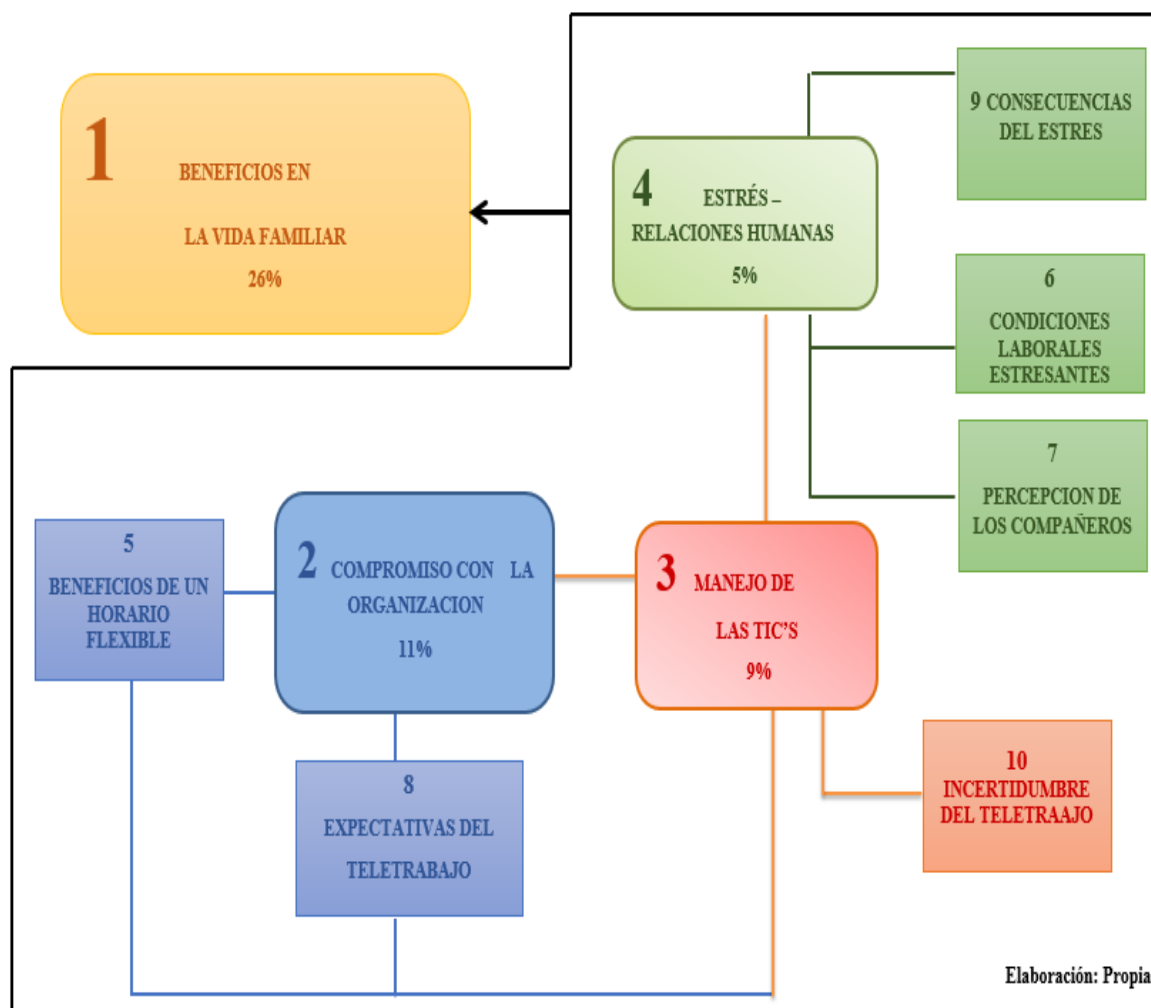 1
BENEFICIOS EN
LA VIDA FAMILIAR
26%
4 ESTRÉS –
RELACIONES HUMANAS
5%
9 CONSECUENCIAS
DEL ESTRES
6
CONDICIONES
LABORALES
ESTRESANTES
7
PERCEPCION DE
LOS COMPAÑEROS
5
BENEFICIOS DE UN
HORARIO
FLEXIBLE
2 COMPROMISO CON LA
ORGANIZACION
11%
3 MANEJO DE
LAS TIC’S
9%
8
EXPECTATIVAS DEL
TELETRABAJO
10
INCERTIDUMBRE
DEL TELETRAAJO
Elaboración: Propia